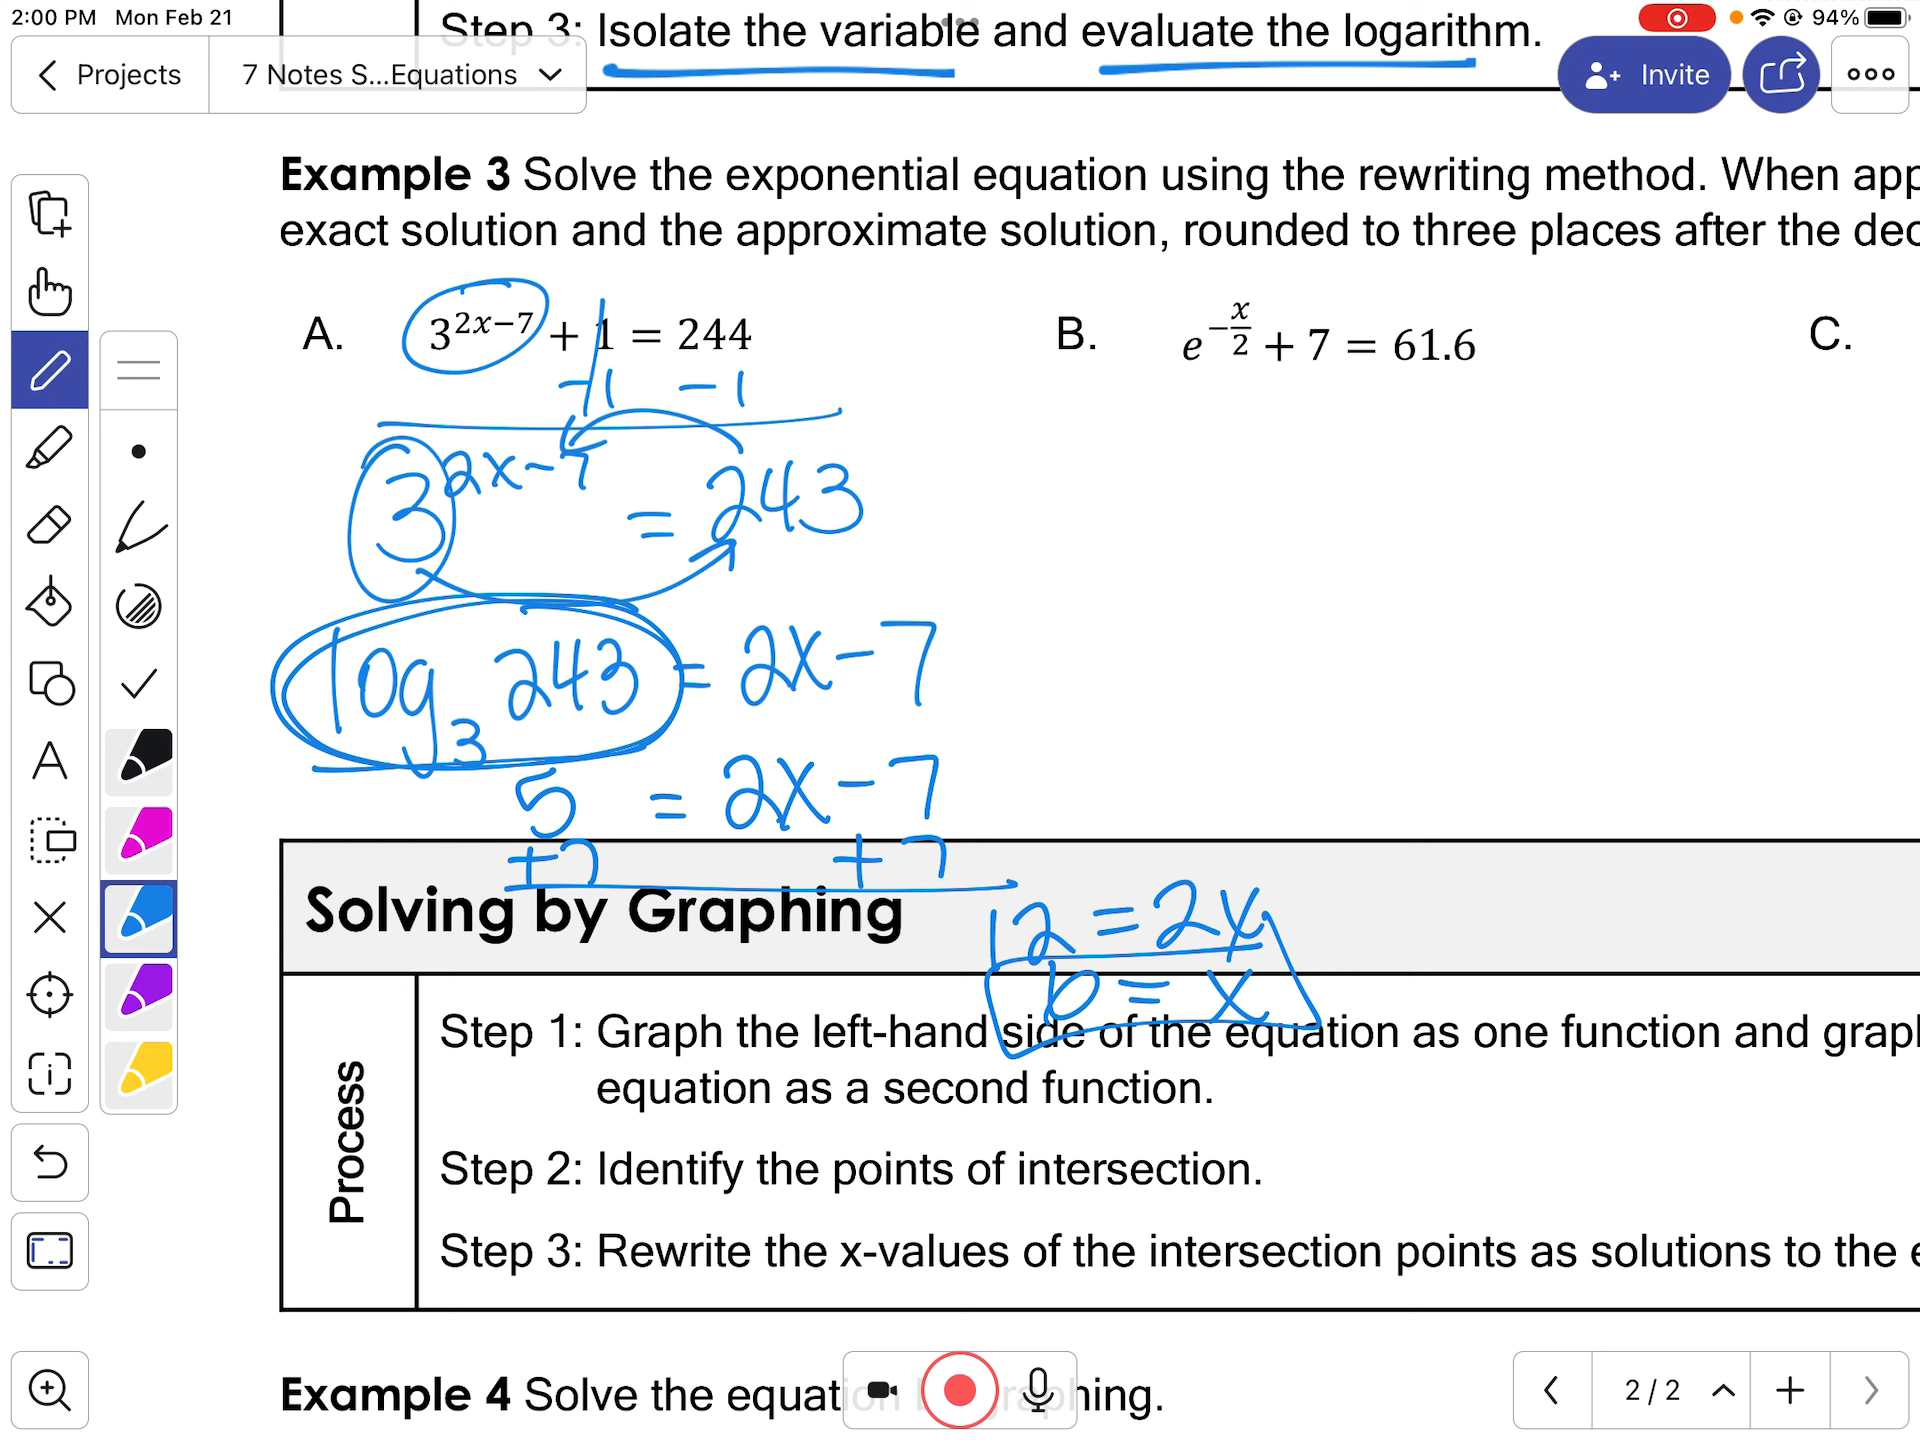 2:00 PM Mon Feb 21
94%
Step 3: Isolate the variable and evaluate the logarithm.
Projects
7 Notes S...Equations
Invite
Example 3 Solve the exponential equation using the rewriting method. When app
exact solution and the approximate solution, rounded to three places after the dec
A. 3^{2x−7} + 1 = 244
B. e^{−x/2} + 7 = 61.6
C.
−1 −1
3^{2x−7} = 243
log_3 243 = 2x−7
5 = 2x−7
+7 +7
Solving by Graphing
12 = 2x
6 = x
Process
Step 1: Graph the left-hand side of the equation as one function and grap
equation as a second function.
Step 2: Identify the points of intersection.
Step 3: Rewrite the x-values of the intersection points as solutions to the e
Example 4 Solve the equation by graphing.
2/2